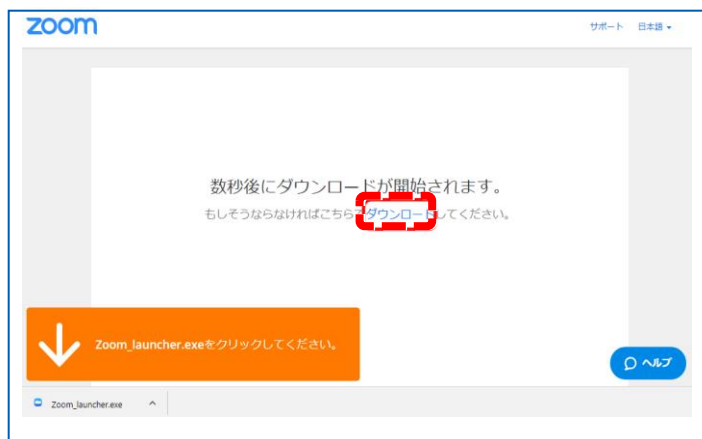 zoom
サポート 日本語
数秒後にダウンロードが開始されます。
もしそうならなければこちらでダウンロードしてください。
Zoom_launcher.exeをクリックしてください。
ヘルプ
Zoom_launcher.exe